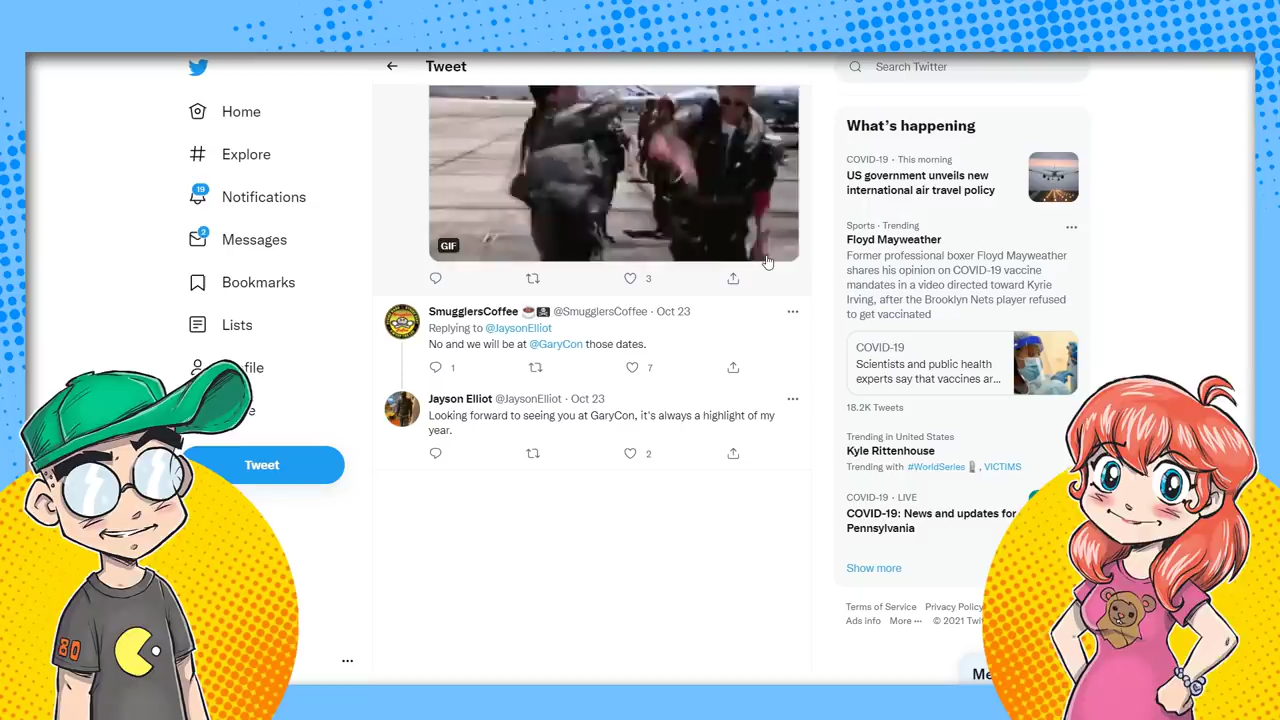 Home
Explore
19
Notifications
2
Messages
Bookmarks
Lists
file
e
Tweet
Tweet
GIF
3
SmugglersCoffee @SmugglersCoffee · Oct 23
Replying to @JaysonElliot
No and we will be at @GaryCon those dates.
1
7
Jayson Elliot @JaysonElliot · Oct 23
Looking forward to seeing you at GaryCon, it's always a highlight of my
year.
2
Search Twitter
What's happening
COVID-19 · This morning
US government unveils new
international air travel policy
Sports · Trending
Floyd Mayweather
Former professional boxer Floyd Mayweather
shares his opinion on COVID-19 vaccine
mandates in a video directed toward Kyrie
Irving, after the Brooklyn Nets player refused
to get vaccinated
COVID-19
Scientists and public health
experts say that vaccines ar...
18.2K Tweets
Trending in United States
Kyle Rittenhouse
Trending with #WorldSeries, VICTIMS
COVID-19 · LIVE
COVID-19: News and updates for
Pennsylvania
Show more
Terms of Service Privacy Policy
Ads info More ··· © 2021 Twi
Me
80